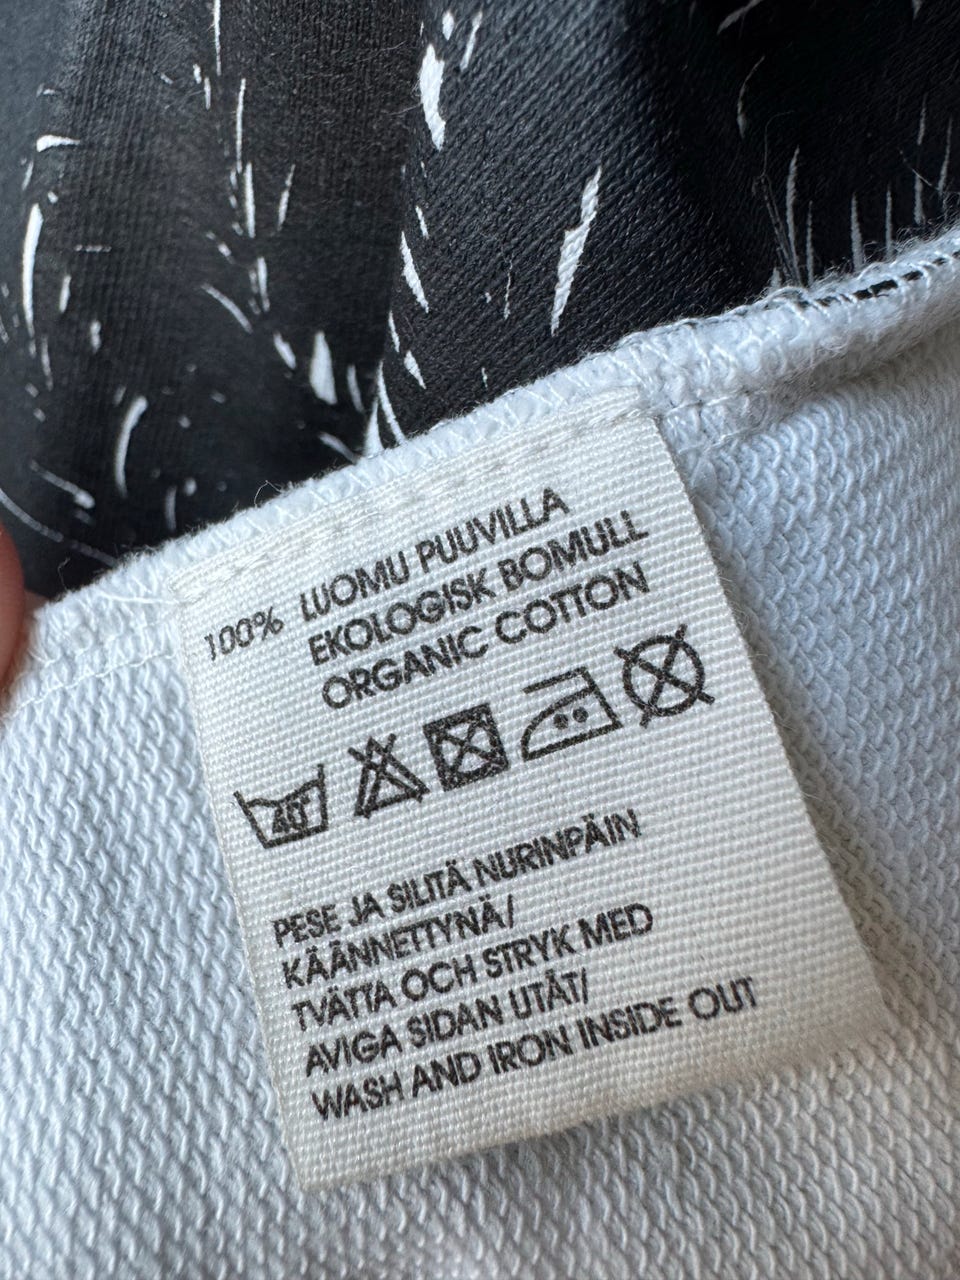 100% LUOMU PUUVILLA
EKOLOGISK BOMULL
ORGANIC COTTON
40°
PESE JA SILITÄ NURINPÄIN
KÄÄNNETTYNÄ/
TVÄTTA OCH STRYK MED
AVIGA SIDAN UTÅT/
WASH AND IRON INSIDE OUT